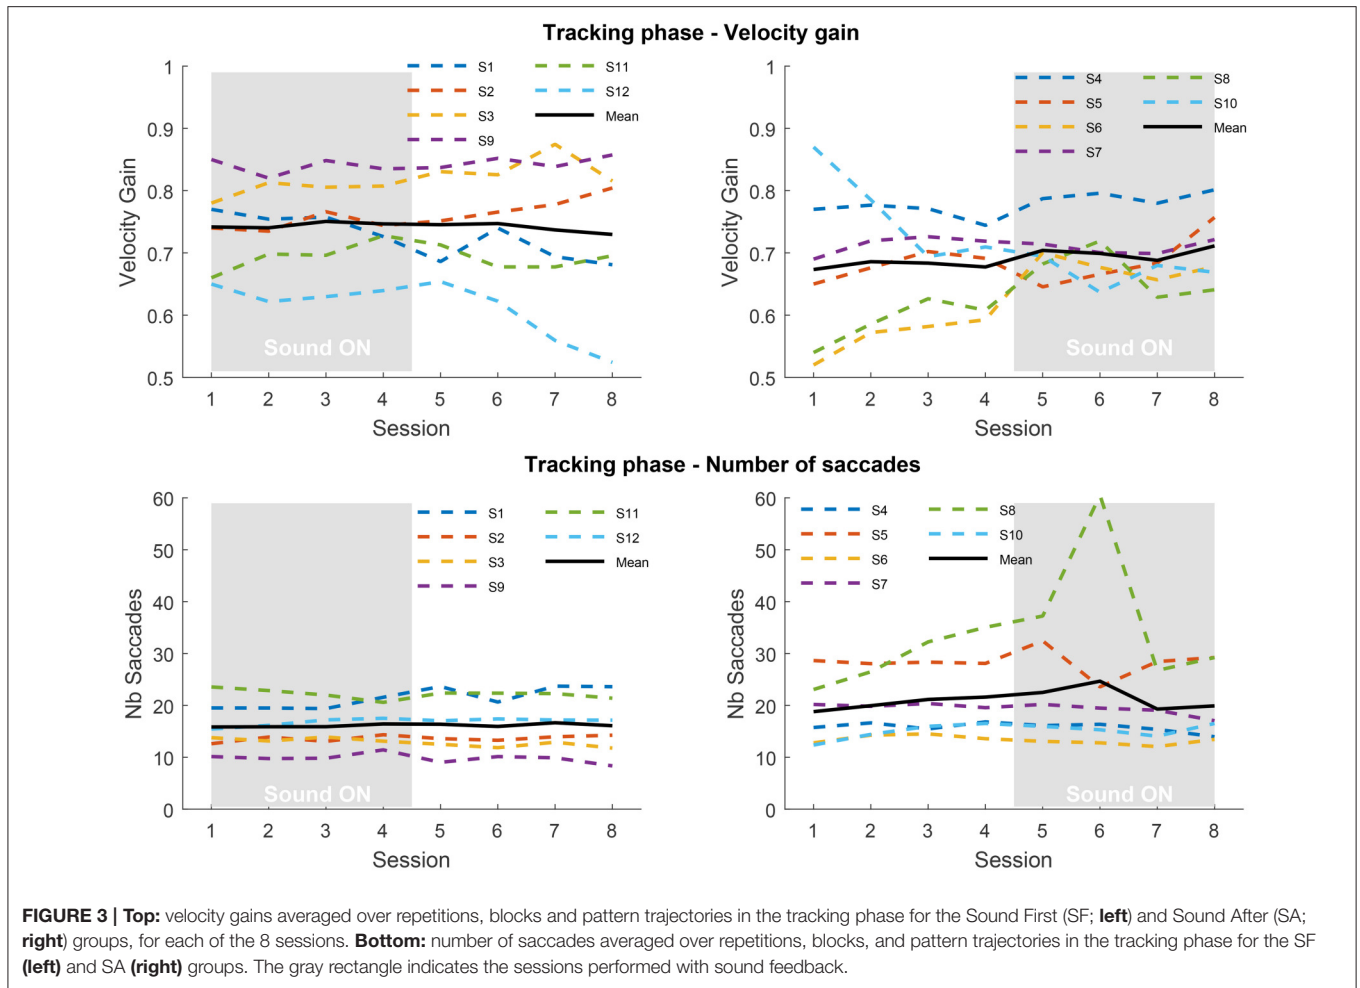 Tracking phase - Velocity gain
1
0.9
0.8
0.7
0.6
0.5
Velocity Gain
S1
S2
S3
S9
S11
S12
Mean
Sound ON
1 2 3 4 5 6 7 8
Session
1
0.9
0.8
0.7
0.6
0.5
Velocity Gain
S4
S5
S6
S7
S8
S10
Mean
Sound ON
1 2 3 4 5 6 7 8
Session
Tracking phase - Number of saccades
60
50
40
30
20
10
0
Nb Saccades
S1
S2
S3
S9
S11
S12
Mean
Sound ON
1 2 3 4 5 6 7 8
Session
60
50
40
30
20
10
0
Nb Saccades
S4
S5
S6
S7
S8
S10
Mean
Sound ON
1 2 3 4 5 6 7 8
Session
FIGURE 3 | Top: velocity gains averaged over repetitions, blocks and pattern trajectories in the tracking phase for the Sound First (SF; left) and Sound After (SA;
right) groups, for each of the 8 sessions. Bottom: number of saccades averaged over repetitions, blocks, and pattern trajectories in the tracking phase for the SF
(left) and SA (right) groups. The gray rectangle indicates the sessions performed with sound feedback.